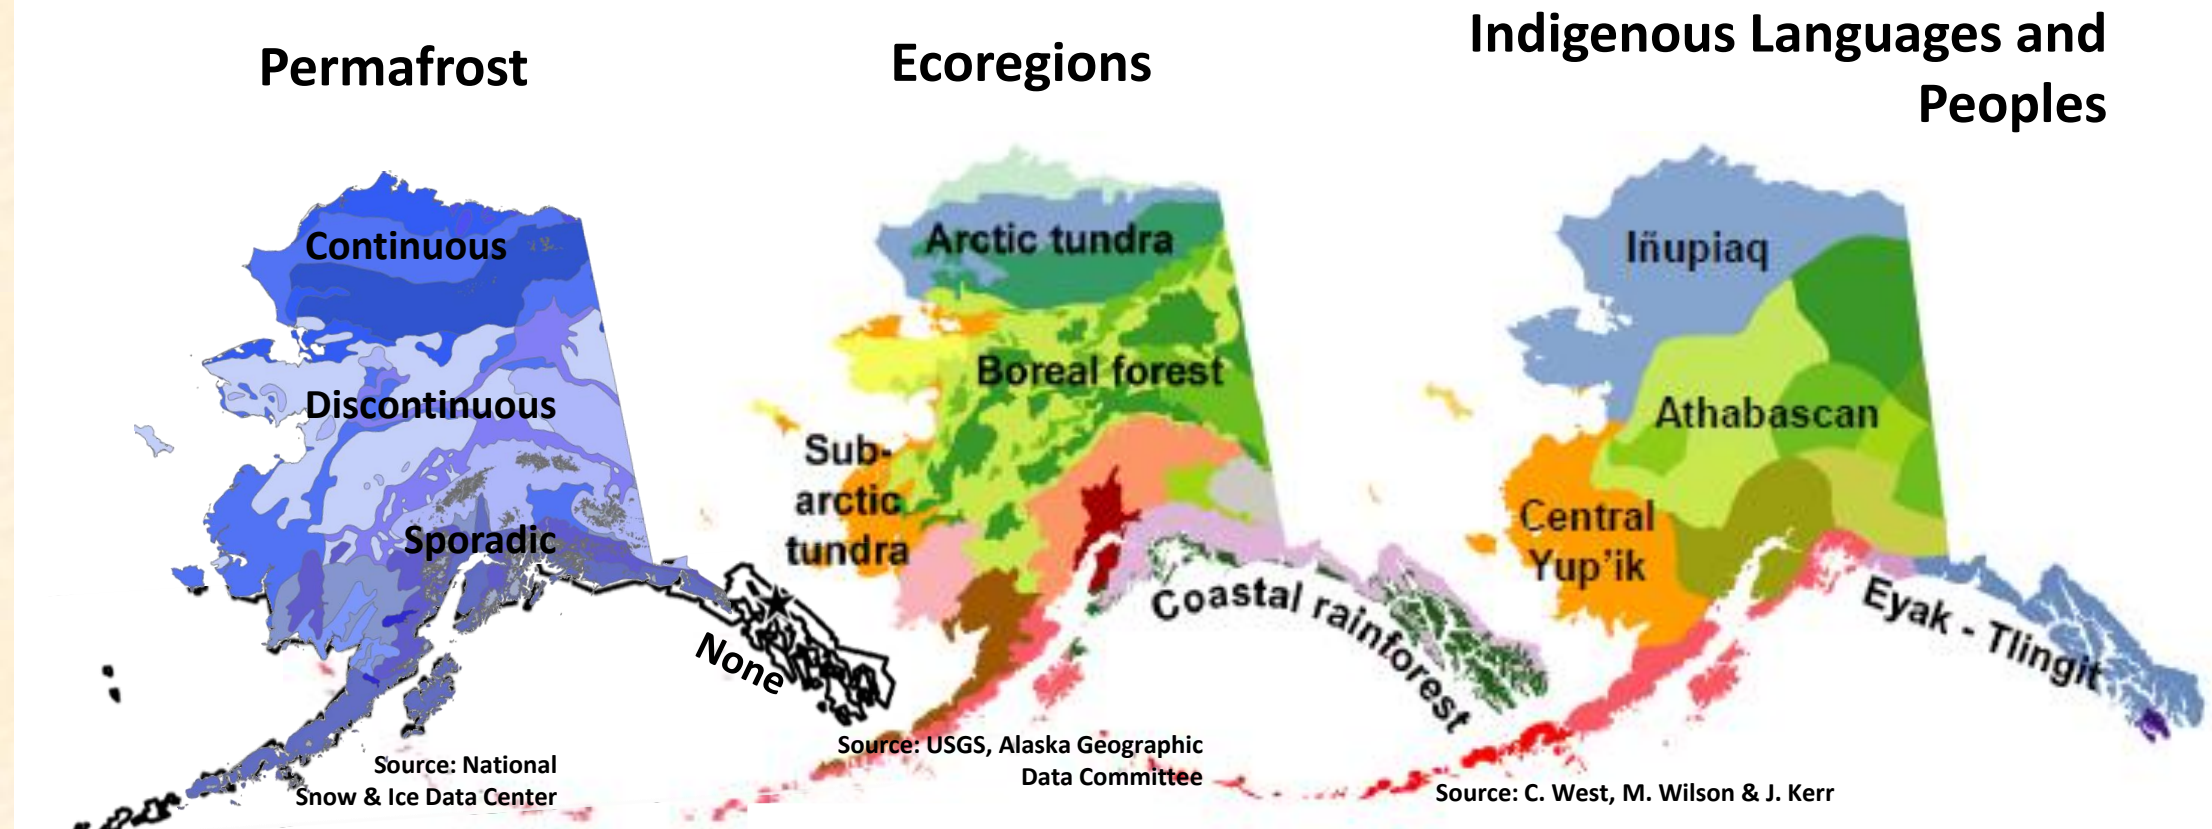 Permafrost
Continuous
Discontinuous
Sporadic
None
Source: National
Snow & Ice Data Center
Ecoregions
Arctic tundra
Boreal forest
Sub-
arctic
tundra
Coastal rainforest
Source: USGS, Alaska Geographic
Data Committee
Indigenous Languages and
Peoples
Iñupiaq
Athabascan
Central
Yup'ik
Eyak - Tlingit
Source: C. West, M. Wilson & J. Kerr